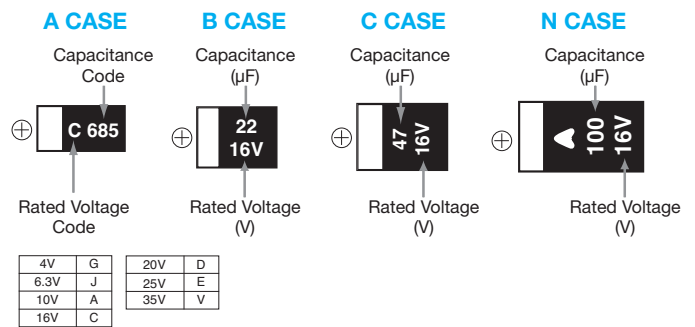 A CASE
Capacitance
Code
C 685
Rated Voltage
Code
B CASE
Capacitance
(µF)
22
16V
Rated Voltage
(V)
C CASE
Capacitance
(µF)
47
16V
Rated Voltage
(V)
N CASE
Capacitance
(µF)
100
16V
Rated Voltage
(V)
4V G
6.3V J
10V A
16V C
20V D
25V E
35V V